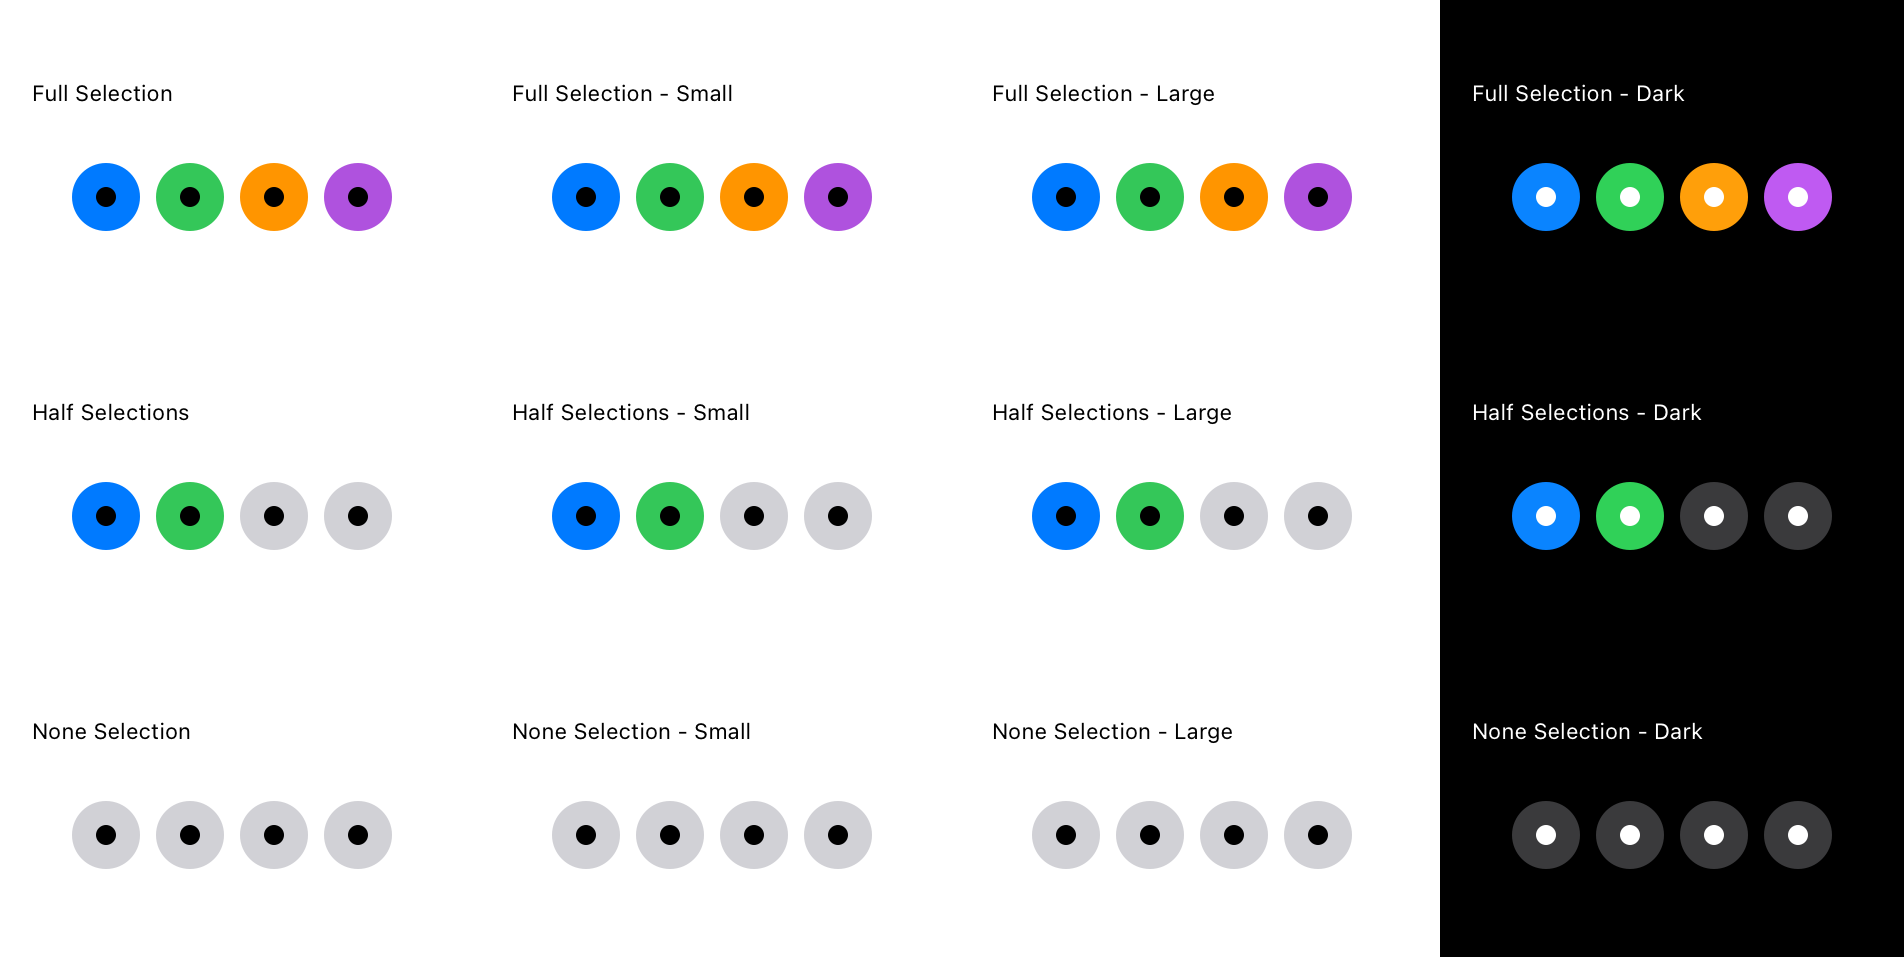 Full Selection
Full Selection - Small
Full Selection - Large
Full Selection - Dark
Half Selections
Half Selections - Small
Half Selections - Large
Half Selections - Dark
None Selection
None Selection - Small
None Selection - Large
None Selection - Dark